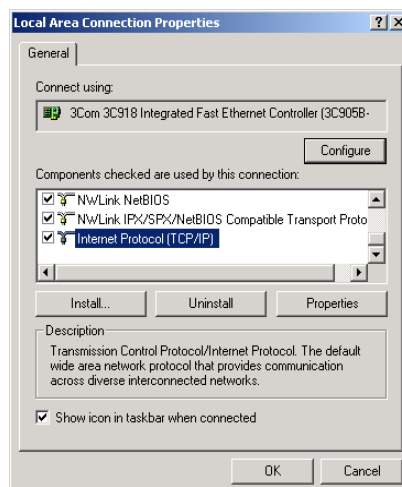 Local Area Connection Properties
General
Connect using:
3Com 3C918 Integrated Fast Ethernet Controller (3C905B-
Configure
Components checked are used by this connection:
NWLink NetBIOS
NWLink IPX/SPX/NetBIOS Compatible Transport Proto
Internet Protocol (TCP/IP)
Install... Uninstall Properties
Description
Transmission Control Protocol/Internet Protocol. The default
wide area network protocol that provides communication
across diverse interconnected networks.
Show icon in taskbar when connected
OK Cancel